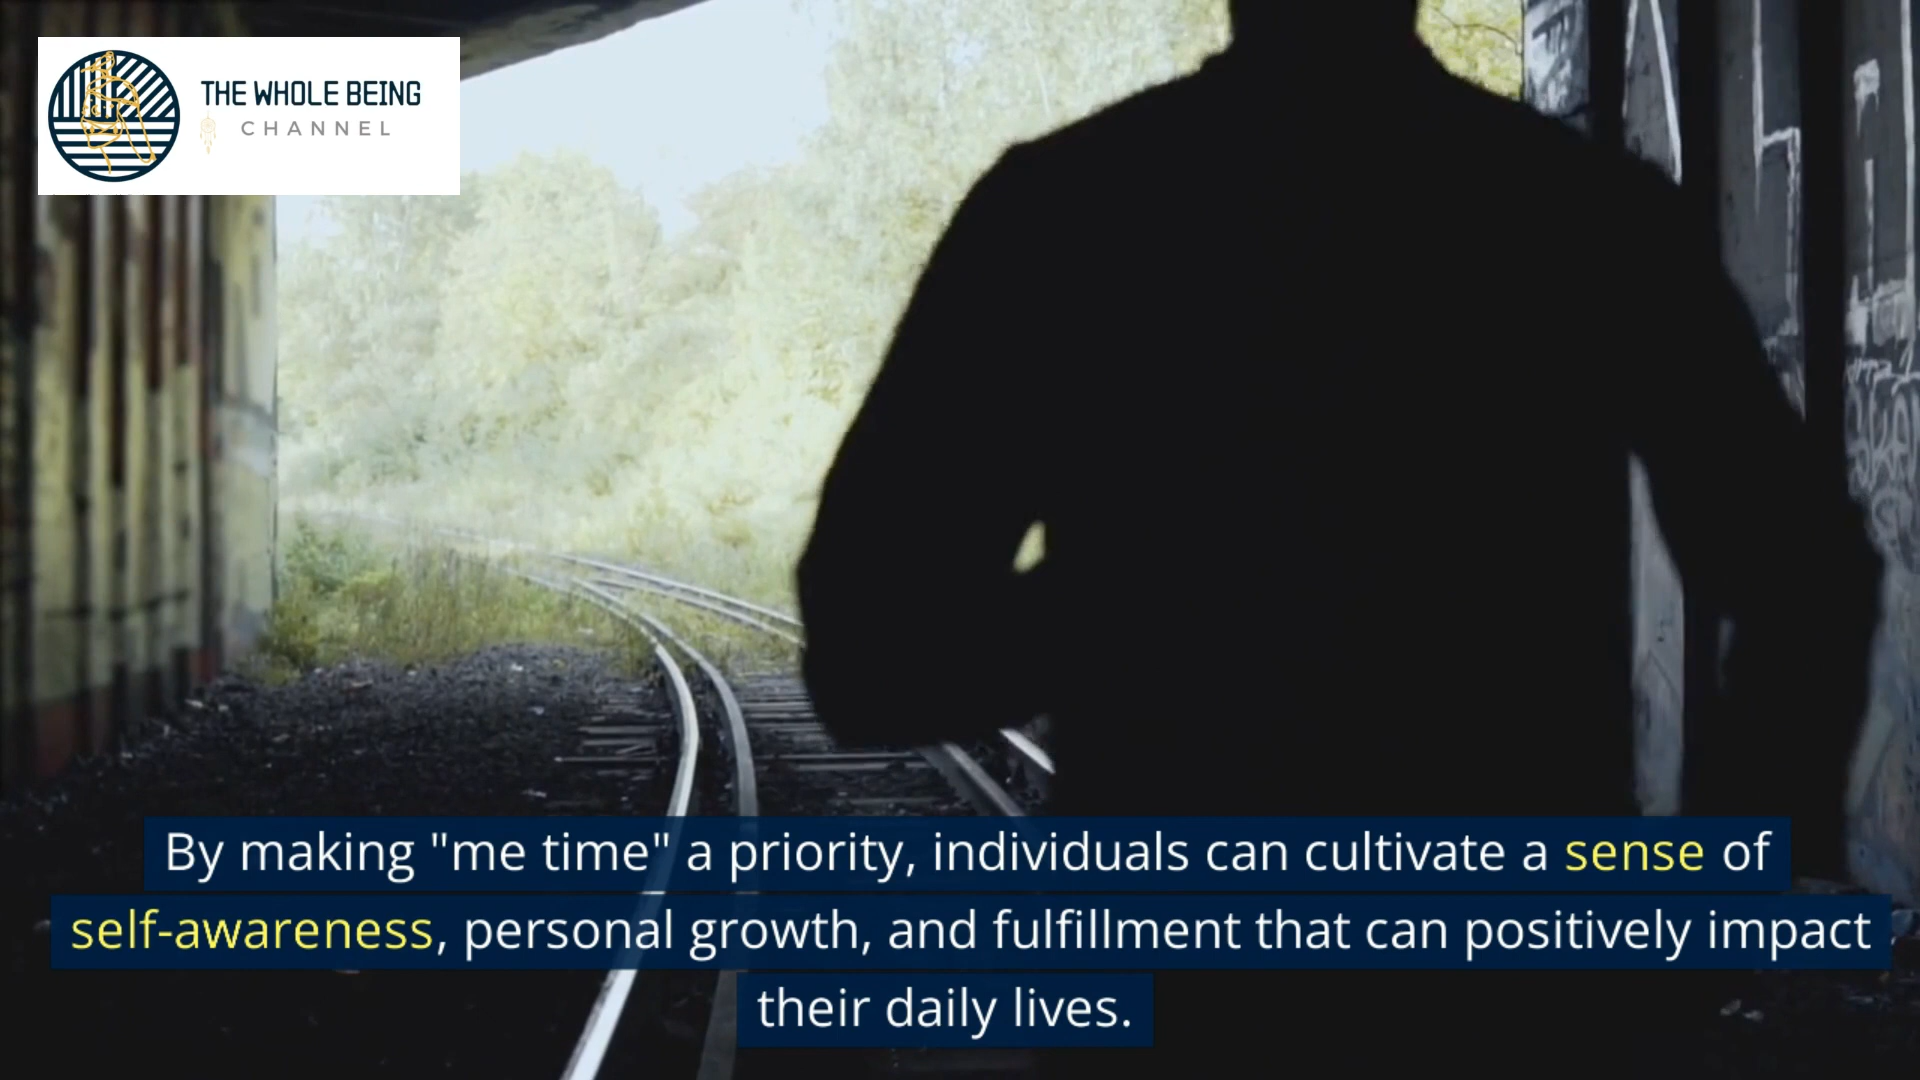 THE WHOLE BEING
CHANNEL
By making "me time" a priority, individuals can cultivate a sense of
self-awareness, personal growth, and fulfillment that can positively impact
their daily lives.